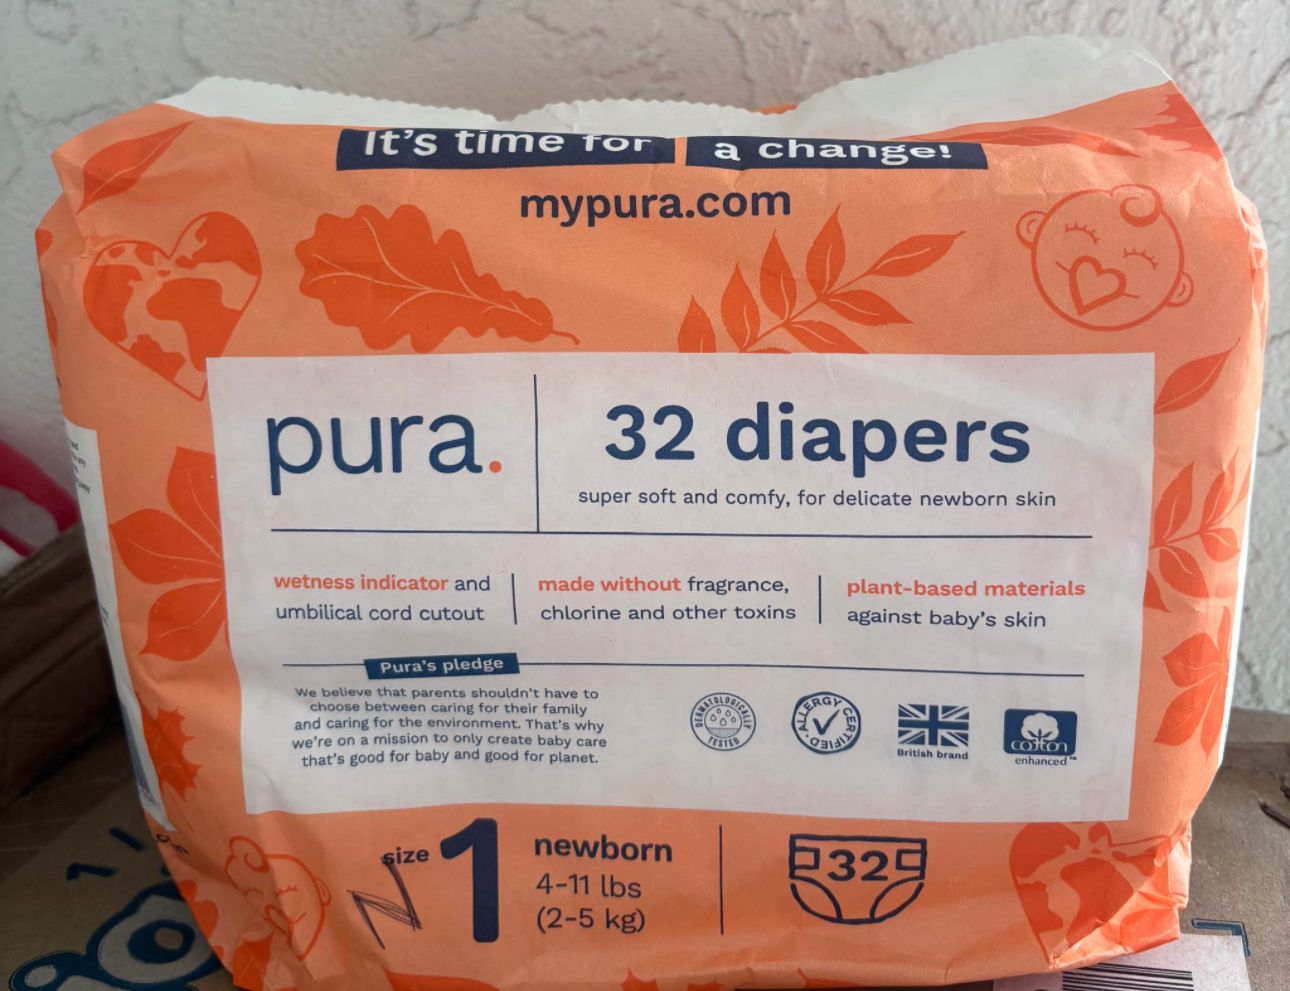 It's time for a change!
mypura.com
pura.
32 diapers
super soft and comfy, for delicate newborn skin
wetness indicator and
umbilical cord cutout
made without fragrance,
chlorine and other toxins
plant-based materials
against baby's skin
Pura's pledge
We believe that parents shouldn't have to
choose between caring for their family
and caring for the environment. That's why
we're on a mission to only create baby care
that's good for baby and good for planet.
DERMATOLOGICALLY
TESTED
ALLERGY CERTIFIED
British brand
cotton
enhanced™
size 1
N
newborn
4-11 lbs
(2-5 kg)
32